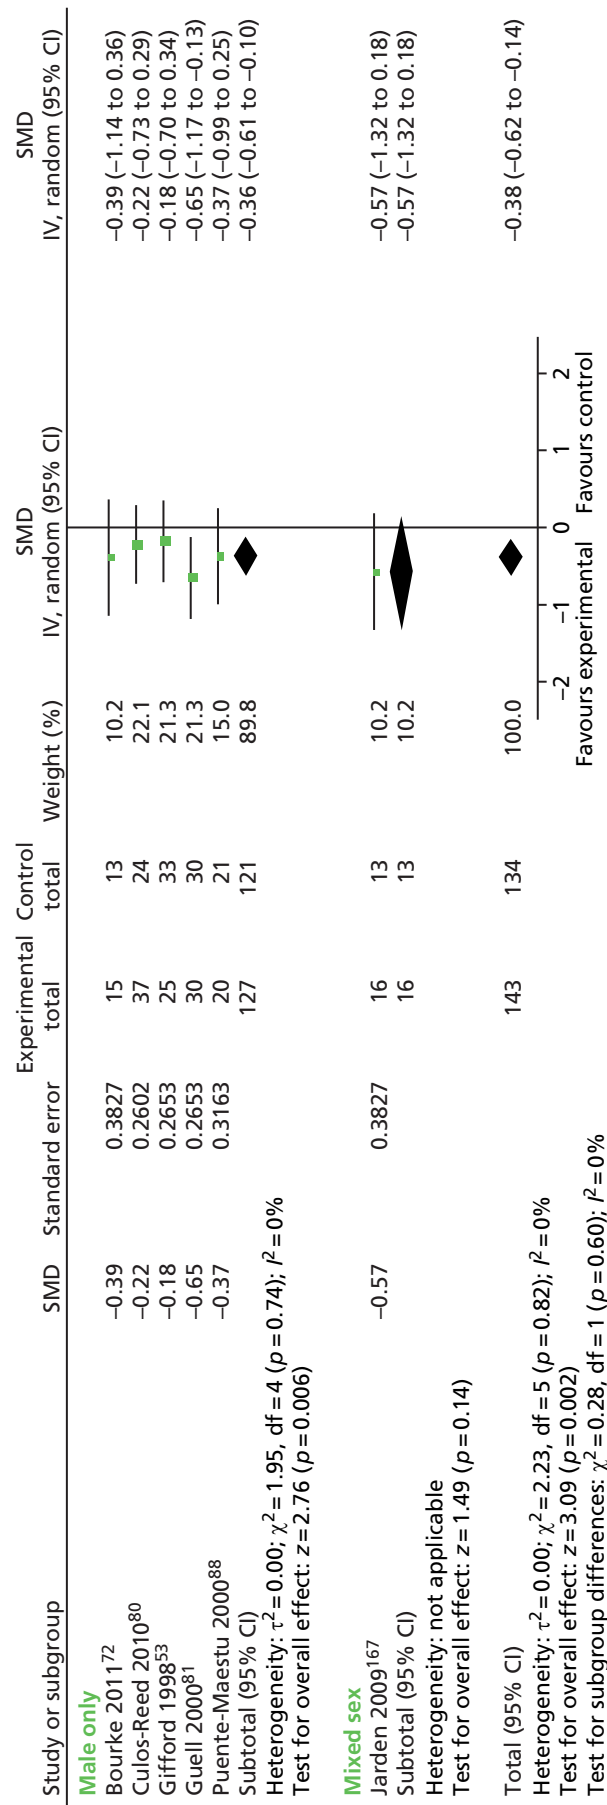 Study or subgroup SMD Standard error Experimental total Control total Weight (%) SMD IV, random (95% CI) SMD IV, random (95% CI)
Male only
Bourke 2011⁷² −0.39 0.3827 15 13 10.2 −0.39 (−1.14 to 0.36)
Culos-Reed 2010⁸⁰ −0.22 0.2602 37 24 22.1 −0.22 (−0.73 to 0.29)
Gifford 1998⁵³ −0.18 0.2653 25 33 21.3 −0.18 (−0.70 to 0.34)
Guell 2000⁸¹ −0.65 0.2653 30 30 21.3 −0.65 (−1.17 to −0.13)
Puente-Maestu 2000⁸⁸ −0.37 0.3163 20 21 15.0 −0.37 (−0.99 to 0.25)
Subtotal (95% CI) 127 121 89.8 −0.36 (−0.61 to −0.10)
Heterogeneity: τ²=0.00; χ²=1.95, df=4 (p=0.74); I²=0%
Test for overall effect: z=2.76 (p=0.006)
Mixed sex
Jarden 2009¹⁶⁷ −0.57 0.3827 16 13 10.2 −0.57 (−1.32 to 0.18)
Subtotal (95% CI) 16 13 10.2 −0.57 (−1.32 to 0.18)
Heterogeneity: not applicable
Test for overall effect: z=1.49 (p=0.14)
Total (95% CI) 143 134 100.0 −0.38 (−0.62 to −0.14)
Heterogeneity: τ²=0.00; χ²=2.23, df=5 (p=0.82); I²=0%
Test for overall effect: z=3.09 (p=0.002)
Test for subgroup differences: χ²=0.28, df=1 (p=0.60); I²=0%
−2 −1 0 1 2
Favours experimental Favours control